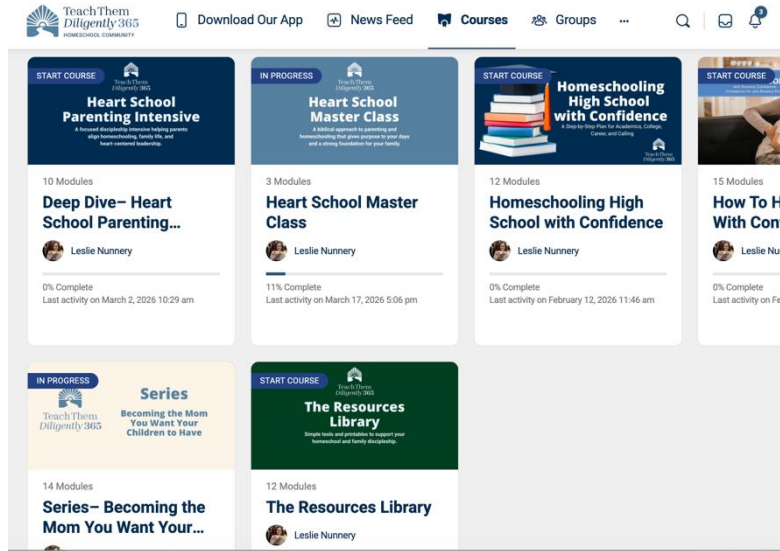 Teach Them
Diligently 365
HOMESCHOOL COMMUNITY
Download Our App
News Feed
Courses
Groups
...
3
START COURSE
Teach Them
Diligently 365
Heart School
Parenting Intensive
A focused discipleship intensive helping parents
align homeschooling, family life, and
heart-centered leadership.
10 Modules
Deep Dive– Heart
School Parenting...
Leslie Nunnery
0% Complete
Last activity on March 2, 2026 10:29 am
IN PROGRESS
Teach Them
Diligently 365
Heart School
Master Class
A biblical approach to parenting and
homeschooling that gives purpose to your days
and a strong foundation for your family.
3 Modules
Heart School Master
Class
Leslie Nunnery
11% Complete
Last activity on March 17, 2026 5:06 pm
START COURSE
Homeschooling
High School
with Confidence
A Step-by-Step Plan for Academics, College,
Career, and Calling
Teach Them
Diligently 365
12 Modules
Homeschooling High
School with Confidence
Leslie Nunnery
0% Complete
Last activity on February 12, 2026 11:46 am
START COURSE
15 Modules
How To H
With Con
Leslie Nu
0% Complete
Last activity on Fe
IN PROGRESS
Teach Them
Diligently 365
Series
Becoming the Mom
You Want Your
Children to Have
14 Modules
Series– Becoming the
Mom You Want Your...
START COURSE
Teach Them
Diligently 365
The Resources
Library
Simple tools and printables to support your
homeschool and family discipleship.
12 Modules
The Resources Library
Leslie Nunnery